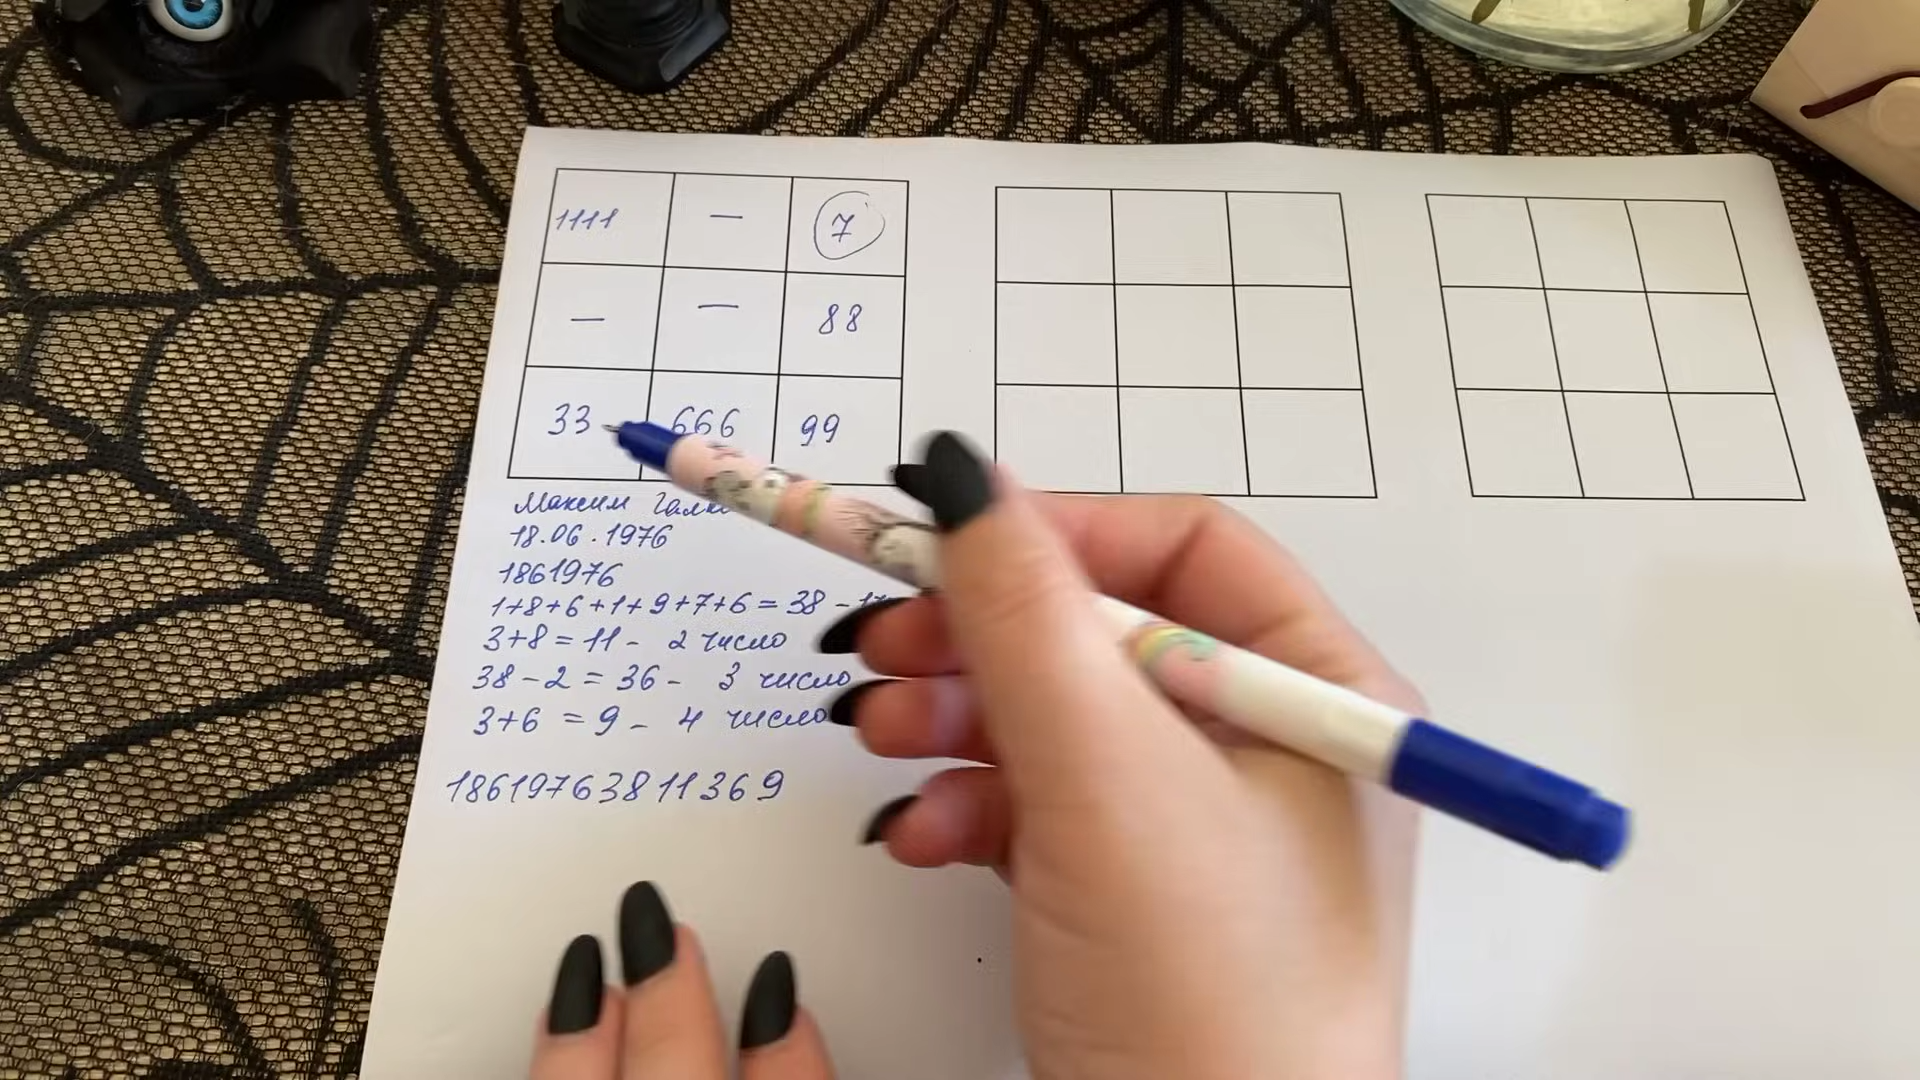 1111 — 7
— — 88
33 666 99
Максим
18.06.1976
1861976
1+8+6+1+9+7+6=38 -
3+8=11 - 2 число
38-2=36 - 3 число
3+6=9 - 4 число
18619763811369